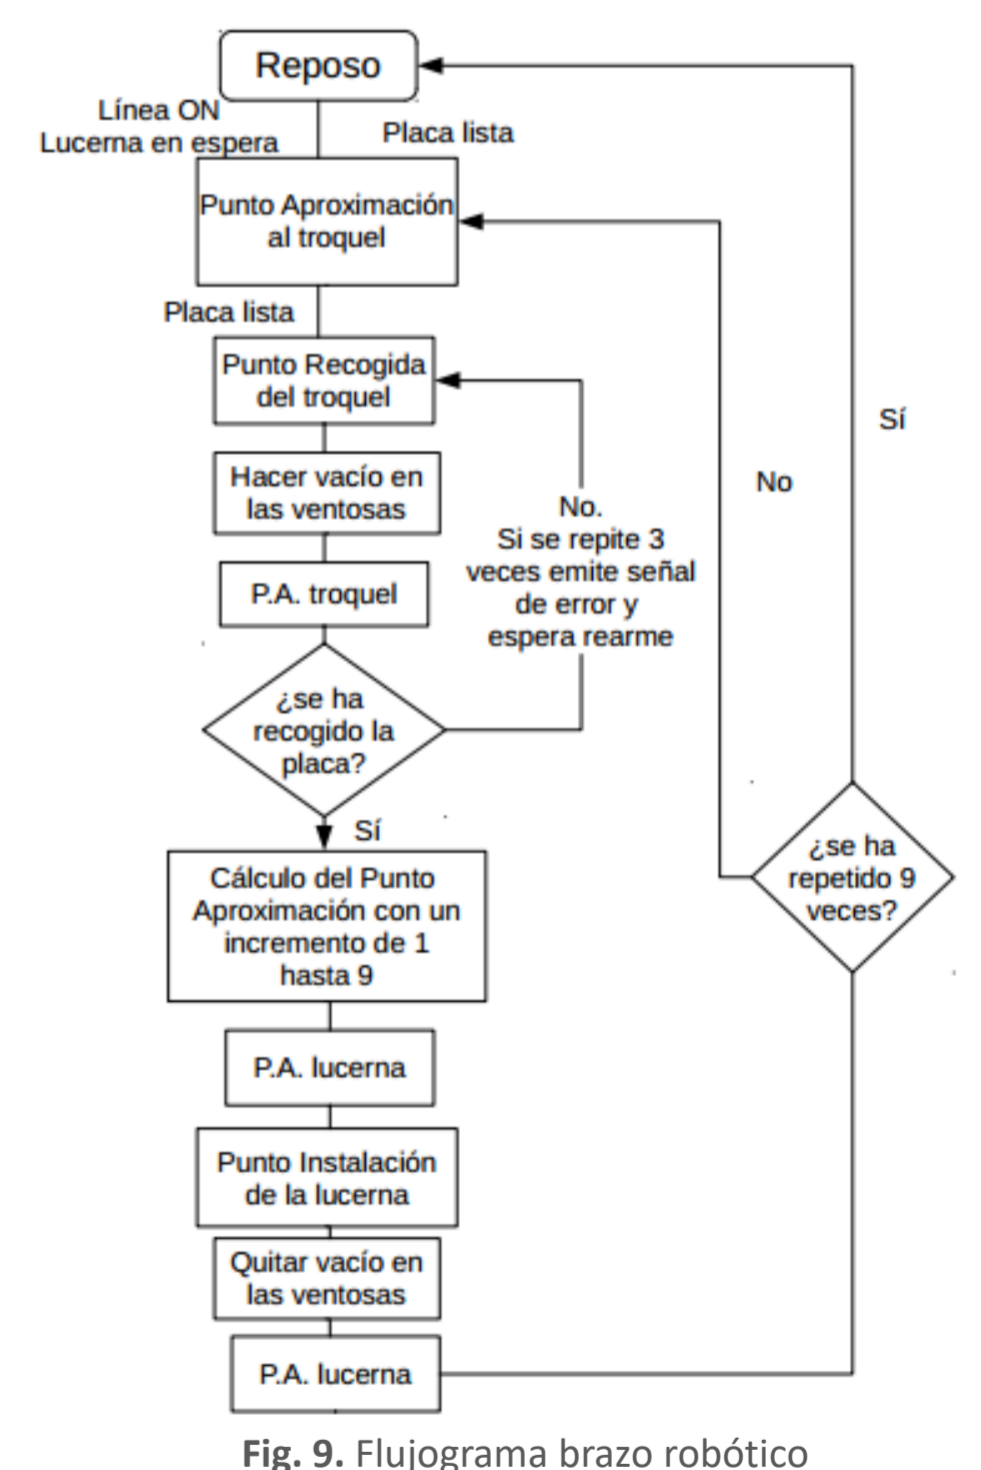 Reposo
Línea ON
Lucerna en espera
Placa lista
Punto Aproximación
al troquel
Placa lista
Punto Recogida
del troquel
Hacer vacío en
las ventosas
P.A. troquel
¿se ha
recogido la
placa?
No.
Si se repite 3
veces emite señal
de error y
espera rearme
Sí
Cálculo del Punto
Aproximación con un
incremento de 1
hasta 9
P.A. lucerna
Punto Instalación
de la lucerna
Quitar vacío en
las ventosas
P.A. lucerna
¿se ha
repetido 9
veces?
No
Sí
Fig. 9. Flujograma brazo robótico